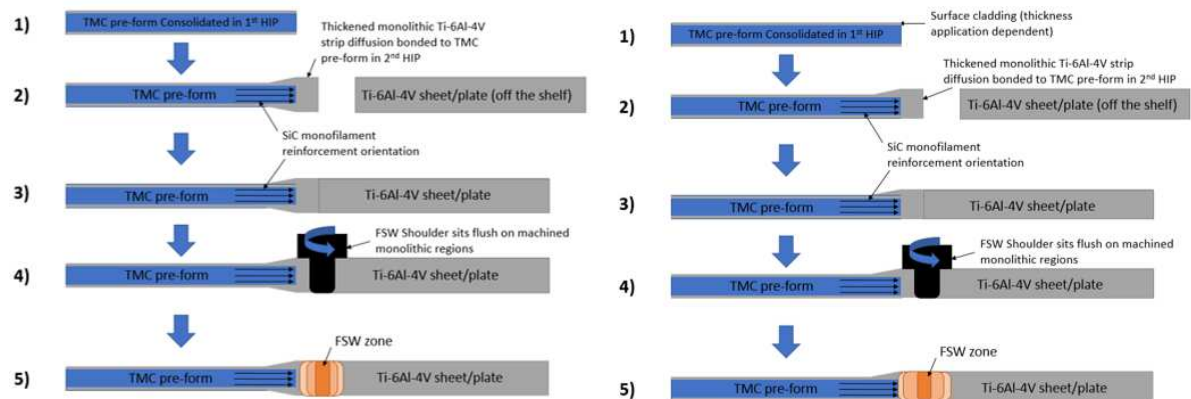 1)
TMC pre-form Consolidated in 1st HIP
Thickened monolithic Ti-6Al-4V
strip diffusion bonded to TMC
pre-form in 2nd HIP
2)
TMC pre-form
Ti-6Al-4V sheet/plate (off the shelf)
SiC monofilament
reinforcement orientation
3)
TMC pre-form
Ti-6Al-4V sheet/plate
FSW Shoulder sits flush on machined
monolithic regions
4)
TMC pre-form
Ti-6Al-4V sheet/plate
FSW zone
5)
TMC pre-form
Ti-6Al-4V sheet/plate
Surface cladding (thickness
application dependent)
1)
TMC pre-form Consolidated in 1st HIP
Thickened monolithic Ti-6Al-4V strip
diffusion bonded to TMC pre-form in 2nd HIP
2)
TMC pre-form
Ti-6Al-4V sheet/plate (off the shelf)
SiC monofilament
reinforcement orientation
3)
TMC pre-form
Ti-6Al-4V sheet/plate
FSW Shoulder sits flush on machined
monolithic regions
4)
TMC pre-form
Ti-6Al-4V sheet/plate
FSW zone
5)
TMC pre-form
Ti-6Al-4V sheet/plate